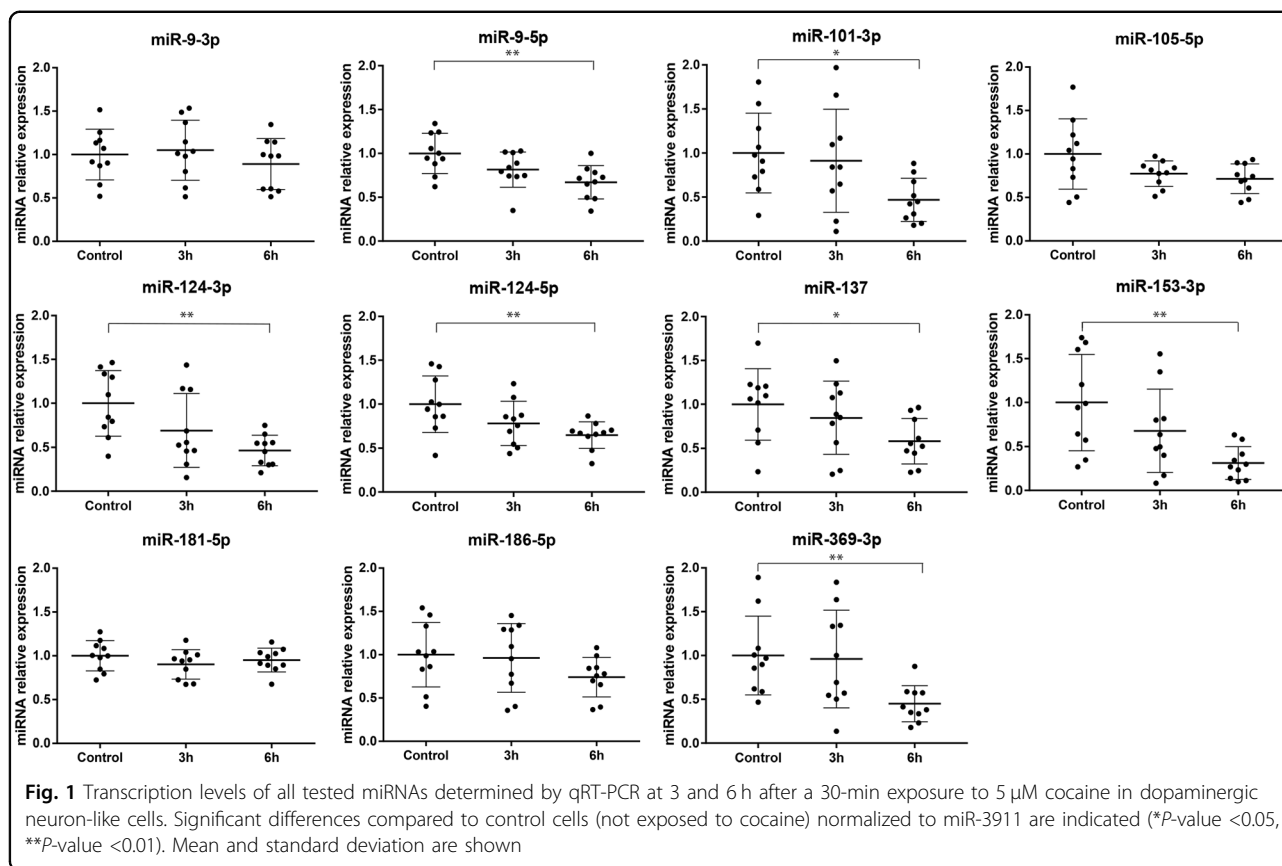 miR-9-3p
miRNA relative expression
2.0
1.5
1.0
0.5
0.0
Control 3h 6h
miR-9-5p
miRNA relative expression
2.0
1.5
1.0
0.5
0.0
**
Control 3h 6h
miR-101-3p
miRNA relative expression
2.0
1.5
1.0
0.5
0.0
*
Control 3h 6h
miR-105-5p
miRNA relative expression
2.0
1.5
1.0
0.5
0.0
Control 3h 6h
miR-124-3p
miRNA relative expression
2.0
1.5
1.0
0.5
0.0
**
Control 3h 6h
miR-124-5p
miRNA relative expression
2.0
1.5
1.0
0.5
0.0
**
Control 3h 6h
miR-137
miRNA relative expression
2.0
1.5
1.0
0.5
0.0
*
Control 3h 6h
miR-153-3p
miRNA relative expression
2.0
1.5
1.0
0.5
0.0
**
Control 3h 6h
miR-181-5p
miRNA relative expression
2.0
1.5
1.0
0.5
0.0
Control 3h 6h
miR-186-5p
miRNA relative expression
2.0
1.5
1.0
0.5
0.0
Control 3h 6h
miR-369-3p
miRNA relative expression
2.0
1.5
1.0
0.5
0.0
**
Control 3h 6h
Fig. 1 Transcription levels of all tested miRNAs determined by qRT-PCR at 3 and 6 h after a 30-min exposure to 5 µM cocaine in dopaminergic
neuron-like cells. Significant differences compared to control cells (not exposed to cocaine) normalized to miR-3911 are indicated (*P-value <0.05,
**P-value <0.01). Mean and standard deviation are shown